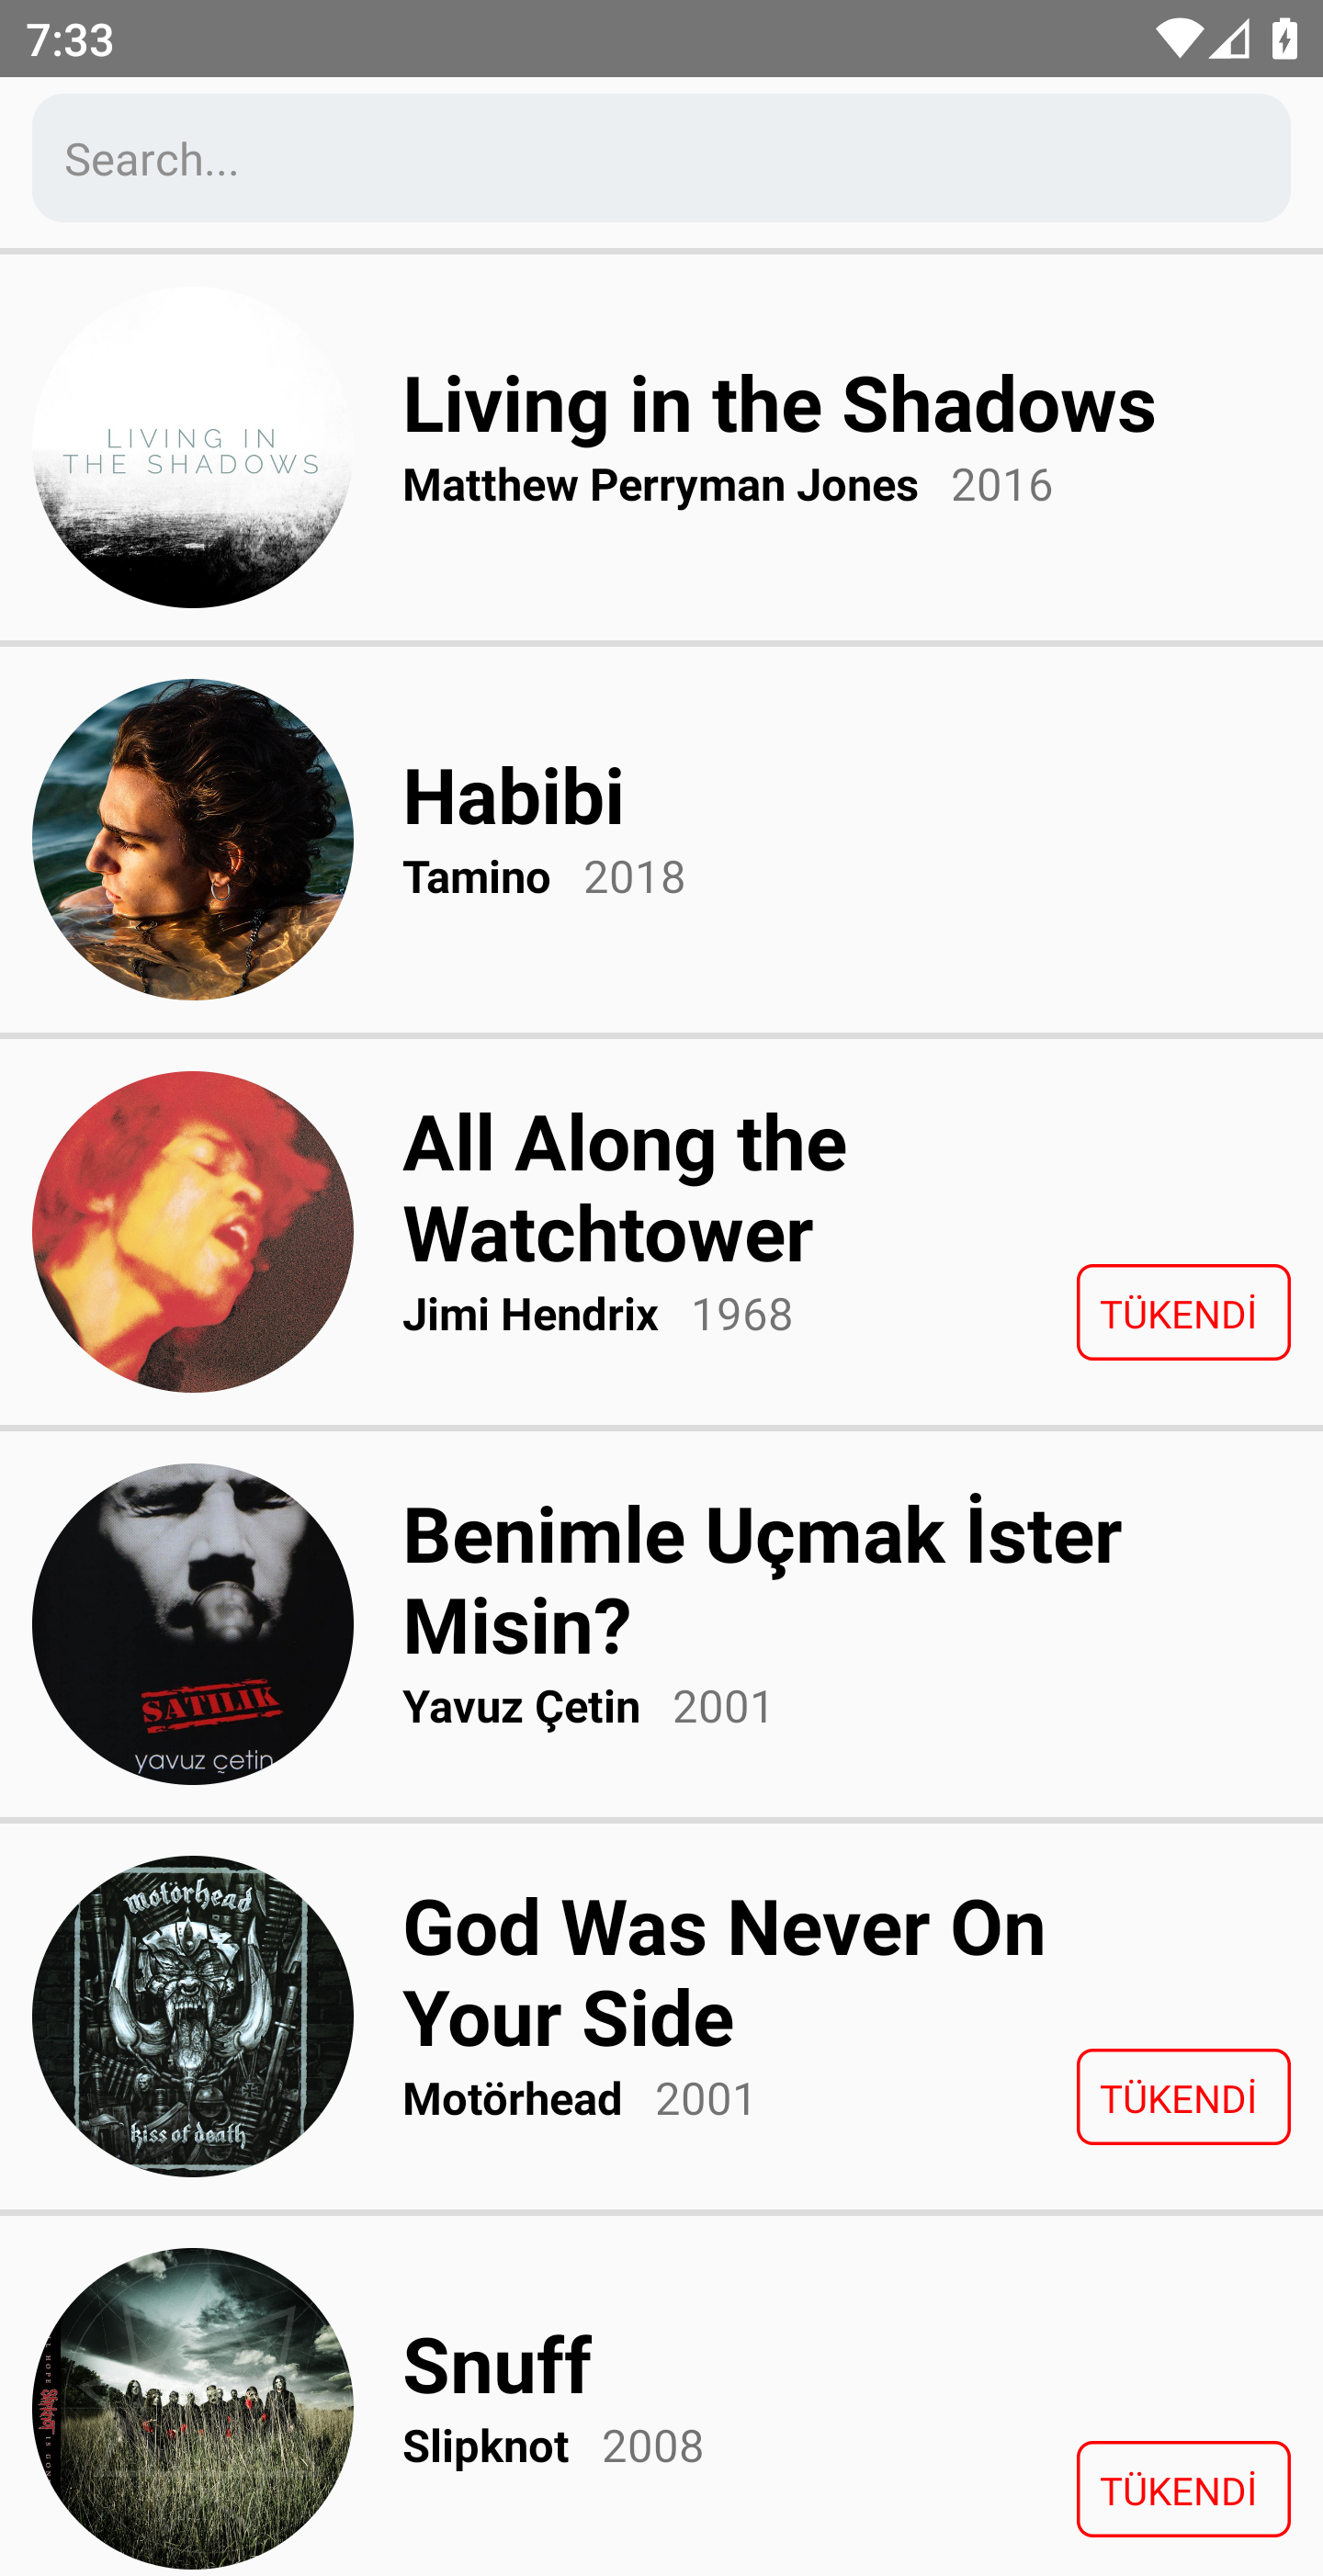 7:33
Search...
LIVING IN
THE SHADOWS
Living in the Shadows
Matthew Perryman Jones 2016
Habibi
Tamino 2018
All Along the
Watchtower
Jimi Hendrix 1968
TÜKENDİ
SATILIK
yavuz çetin
Benimle Uçmak İster
Misin?
Yavuz Çetin 2001
motörhead
kiss of death
God Was Never On
Your Side
Motörhead 2001
TÜKENDİ
Snuff
Slipknot 2008
TÜKENDİ